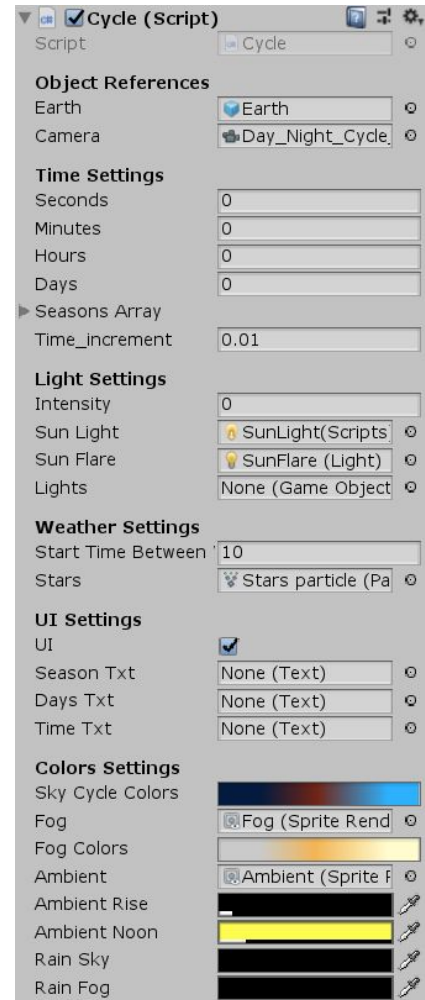 Cycle (Script)
Script Cycle
Object References
Earth Earth
Camera Day_Night_Cycle_
Time Settings
Seconds 0
Minutes 0
Hours 0
Days 0
Seasons Array
Time_increment 0.01
Light Settings
Intensity 0
Sun Light SunLight(Scripts)
Sun Flare SunFlare (Light)
Lights None (Game Object
Weather Settings
Start Time Between 10
Stars Stars particle (Pa
UI Settings
UI
Season Txt None (Text)
Days Txt None (Text)
Time Txt None (Text)
Colors Settings
Sky Cycle Colors
Fog Fog (Sprite Rend
Fog Colors
Ambient Ambient (Sprite R
Ambient Rise
Ambient Noon
Rain Sky
Rain Fog